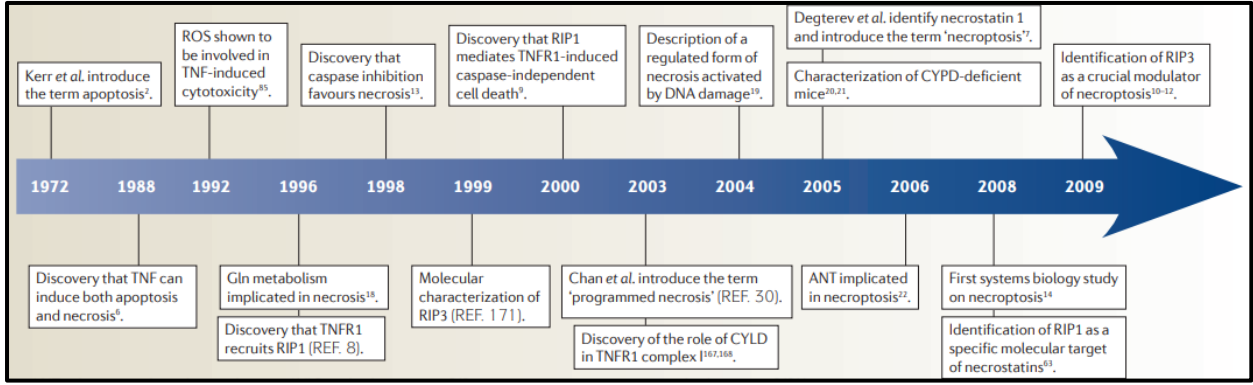 Kerr et al. introduce
the term apoptosis².
ROS shown to
be involved in
TNF-induced
cytotoxicity⁸⁵.
Discovery that
caspase inhibition
favours necrosis¹³.
Discovery that RIP1
mediates TNFR1-induced
caspase-independent
cell death⁹.
Description of a
regulated form of
necrosis activated
by DNA damage¹⁹.
Degterev et al. identify necrostatin 1
and introduce the term ‘necroptosis’⁷.
Characterization of CYPD-deficient
mice²⁰,²¹.
Identification of RIP3
as a crucial modulator
of necroptosis¹⁰⁻¹².
1972 1988 1992 1996 1998 1999 2000 2003 2004 2005 2006 2008 2009
Discovery that TNF can
induce both apoptosis
and necrosis⁶.
Gln metabolism
implicated in necrosis¹⁸.
Discovery that TNFR1
recruits RIP1 (REF. 8).
Molecular
characterization of
RIP3 (REF. 171).
Chan et al. introduce the term
‘programmed necrosis’ (REF. 30).
Discovery of the role of CYLD
in TNFR1 complex I¹⁶⁷,¹⁶⁸.
ANT implicated
in necroptosis²².
First systems biology study
on necroptosis¹⁴
Identification of RIP1 as a
specific molecular target
of necrostatins⁶³.